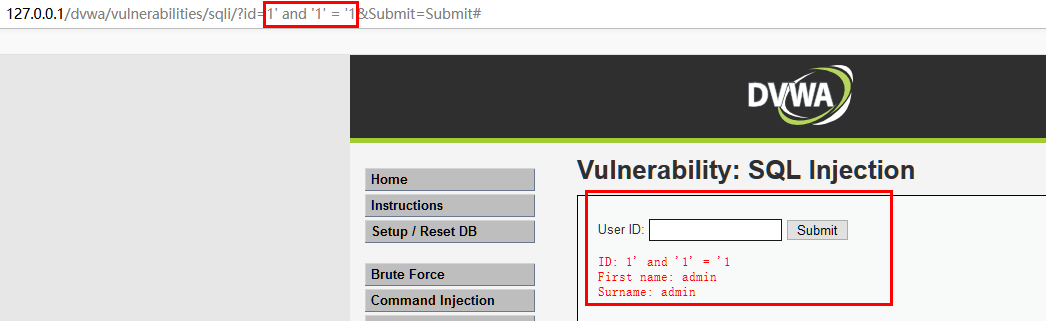 127.0.0.1/dvwa/vulnerabilities/sqli/?id=1' and '1' = '1&Submit=Submit#
DVWA
Vulnerability: SQL Injection
Home
Instructions
Setup / Reset DB
Brute Force
Command Injection
User ID: Submit
ID: 1' and '1' = '1
First name: admin
Surname: admin